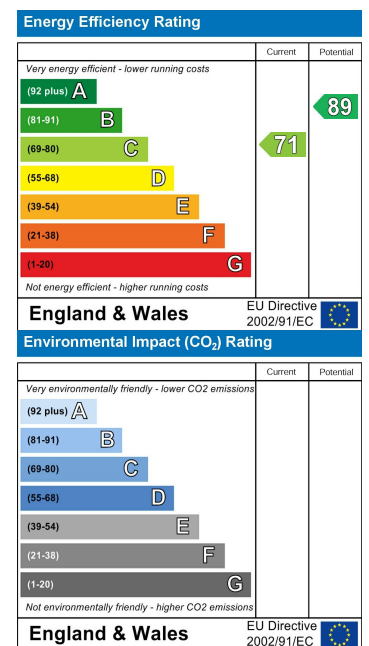 Energy Efficiency Rating
Current Potential
Very energy efficient - lower running costs
(92 plus) A
89
(81-91) B
(69-80) C
71
(55-68) D
(39-54) E
(21-38) F
(1-20) G
Not energy efficient - higher running costs
England & Wales
EU Directive
2002/91/EC
Environmental Impact (CO₂) Rating
Current Potential
Very environmentally friendly - lower CO2 emissions
(92 plus) A
(81-91) B
(69-80) C
(55-68) D
(39-54) E
(21-38) F
(1-20) G
Not environmentally friendly - higher CO2 emissions
England & Wales
EU Directive
2002/91/EC